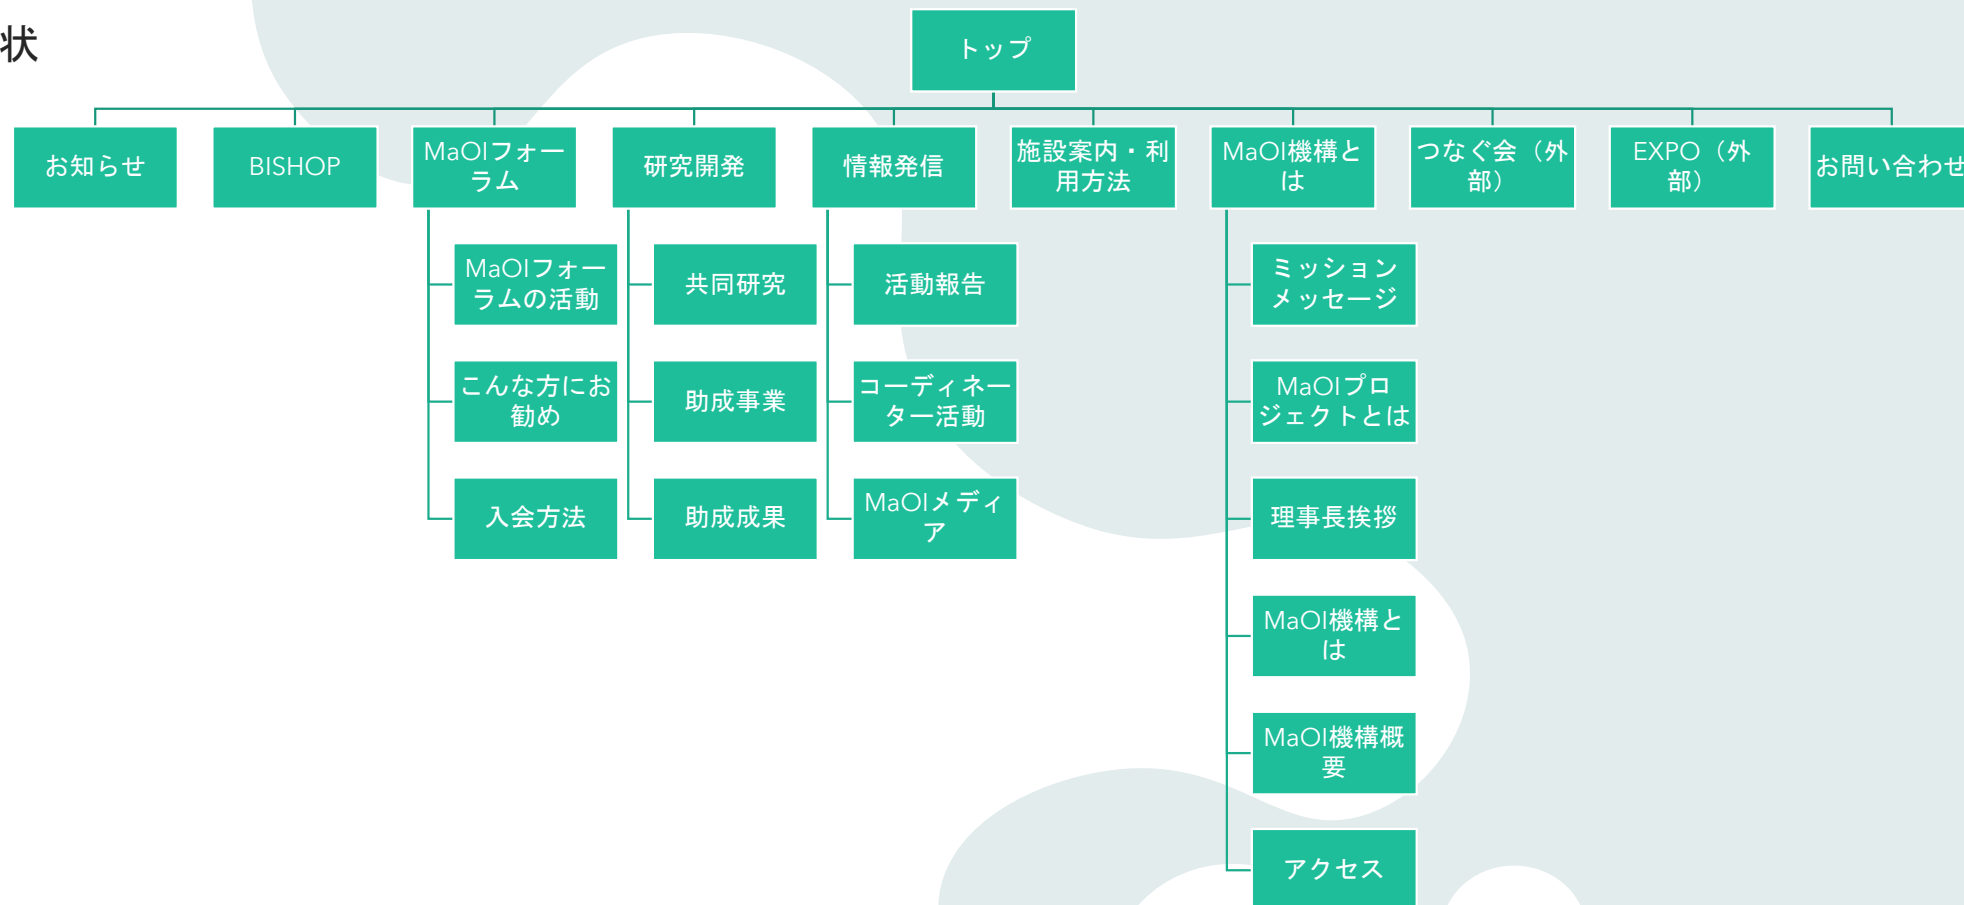 状
トップ
お知らせ
BISHOP
MaOIフォー
ラム
研究開発
情報発信
施設案内・利
用方法
MaOI機構と
は
つなぐ会（外
部）
EXPO（外
部）
お問い合わせ
MaOIフォー
ラムの活動
こんな方にお
勧め
入会方法
共同研究
助成事業
助成成果
活動報告
コーディネー
ター活動
MaOIメディ
ア
ミッション
メッセージ
MaOIプロ
ジェクトとは
理事長挨拶
MaOI機構と
は
MaOI機構概
要
アクセス